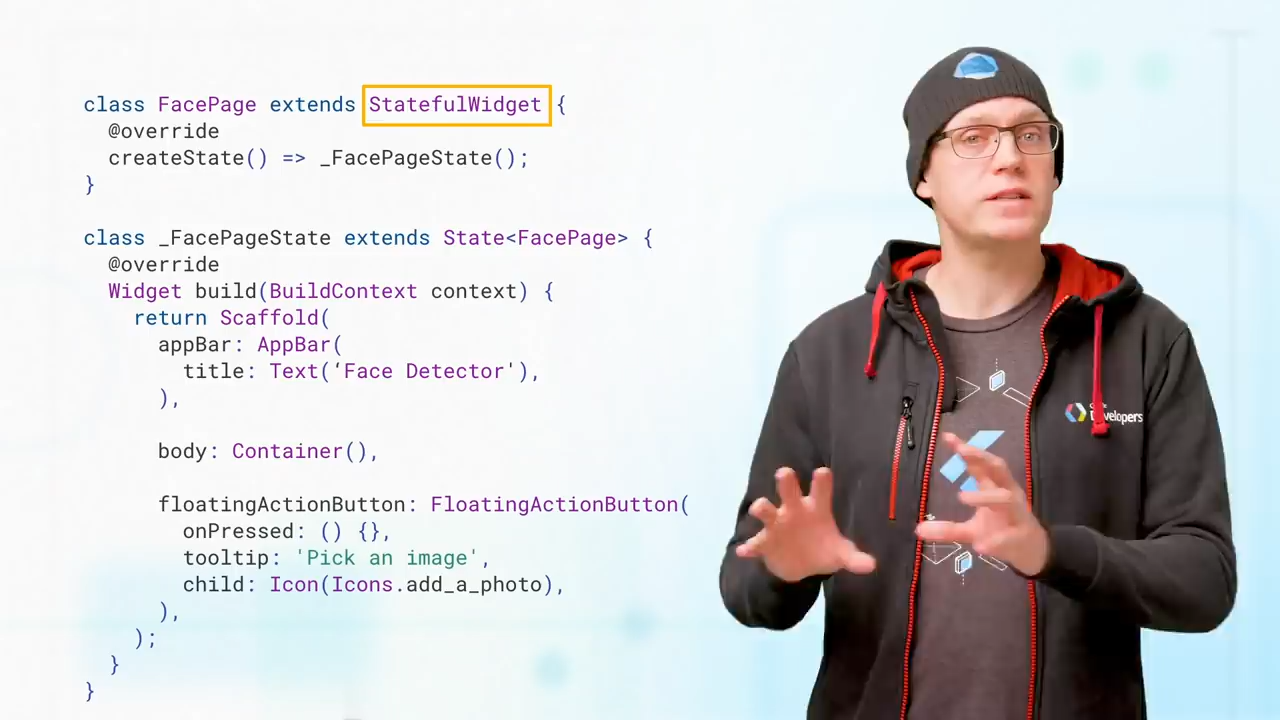 class FacePage extends StatefulWidget {
@override
createState() => _FacePageState();
}
class _FacePageState extends State<FacePage> {
@override
Widget build(BuildContext context) {
return Scaffold(
appBar: AppBar(
title: Text(‘Face Detector'),
),
body: Container(),
floatingActionButton: FloatingActionButton(
onPressed: () {},
tooltip: 'Pick an image',
child: Icon(Icons.add_a_photo),
),
);
}
}
Developers